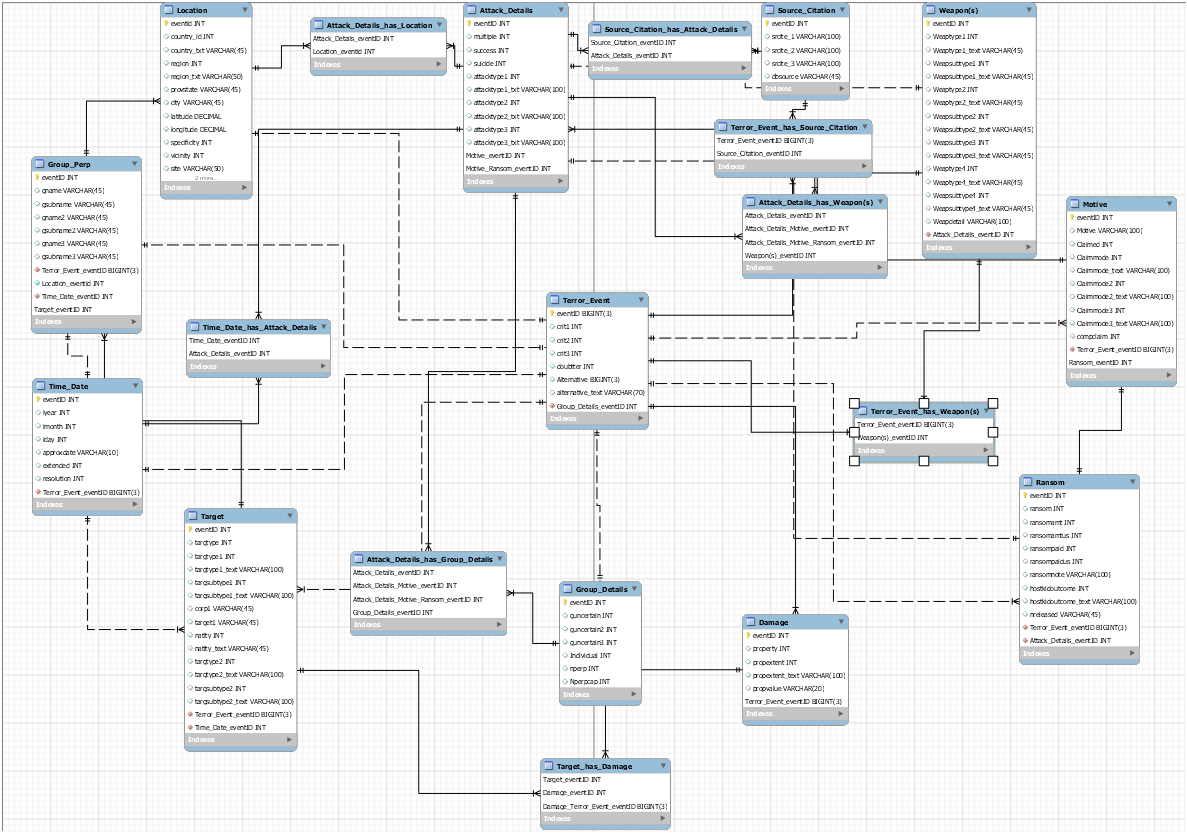 Location
eventid INT
country_id INT
country_txt VARCHAR(45)
region INT
region_txt VARCHAR(50)
provstate VARCHAR(45)
city VARCHAR(45)
latitude DECIMAL
longitude DECIMAL
specificity INT
vicinity INT
site VARCHAR(50)
2 more...
Indexes
Attack_Details_has_Location
Attack_Details_eventID INT
Location_eventid INT
Indexes
Attack_Details
eventID INT
multiple INT
success INT
suicide INT
attacktype1 INT
attacktype1_txt VARCHAR(100)
attacktype2 INT
attacktype2_txt VARCHAR(100)
attacktype3 INT
attacktype3_txt VARCHAR(100)
Motive_eventID INT
Motive_Ransom_eventID INT
Indexes
Source_Citation_has_Attack_Details
Source_Citation_eventID INT
Attack_Details_eventID INT
Indexes
Source_Citation
eventID INT
srcite_1 VARCHAR(100)
srcite_2 VARCHAR(100)
srcite_3 VARCHAR(100)
dbsource VARCHAR(45)
Indexes
Weapon(s)
eventID INT
Weaptype1 INT
Weaptype1_text VARCHAR(45)
Weapsubtype1 INT
Weapsubtype1_text VARCHAR(45)
Weaptype2 INT
Weaptype2_text VARCHAR(45)
Weapsubtype2 INT
Weapsubtype2_text VARCHAR(45)
Weapsubtype3 INT
Weapsubtype3_text VARCHAR(45)
Weaptype4 INT
Weaptype4_text VARCHAR(45)
Weapsubtype4 INT
Weapsubtype4_text VARCHAR(45)
Weapdetail VARCHAR(100)
Attack_Details_eventID INT
Indexes
Terror_Event_has_Source_Citation
Terror_Event_eventID BIGINT(3)
Source_Citation_eventID INT
Indexes
Group_Perp
eventID INT
gname VARCHAR(45)
gsubname VARCHAR(45)
gname2 VARCHAR(45)
gsubname2 VARCHAR(45)
gname3 VARCHAR(45)
gsubname3 VARCHAR(45)
Terror_Event_eventID BIGINT(3)
Location_eventid INT
Time_Date_eventID INT
Target_eventID INT
Indexes
Attack_Details_has_Weapon(s)
Attack_Details_eventID INT
Attack_Details_Motive_eventID INT
Attack_Details_Motive_Ransom_eventID INT
Weapon(s)_eventID INT
Indexes
Motive
eventID INT
Motive VARCHAR(100)
Claimed INT
Claimmode INT
Claimmode_text VARCHAR(100)
Claimmode2 INT
Claimmode2_text VARCHAR(100)
Claimmode3 INT
Claimmode3_text VARCHAR(100)
compclaim INT
Terror_Event_eventID BIGINT(3)
Ransom_eventID INT
Indexes
Terror_Event
eventID BIGINT(3)
crit1 INT
crit2 INT
crit3 INT
doubtter INT
Alternative BIGINT(3)
alternative_text VARCHAR(70)
Group_Details_eventID INT
Indexes
Time_Date_has_Attack_Details
Time_Date_eventID INT
Attack_Details_eventID INT
Indexes
Time_Date
eventID INT
iyear INT
imonth INT
iday INT
approxdate VARCHAR(10)
extended INT
resolution INT
Terror_Event_eventID BIGINT(3)
Indexes
Terror_Event_has_Weapon(s)
Terror_Event_eventID BIGINT(3)
Weapon(s)_eventID INT
Indexes
Ransom
eventID INT
ransom INT
ransomamt INT
ransomamtus INT
ransompaid INT
ransompaidus INT
ransomnote VARCHAR(100)
hostkidoutcome INT
hostkidoutcome_text VARCHAR(100)
nreleased VARCHAR(45)
Terror_Event_eventID BIGINT(3)
Attack_Details_eventID INT
Indexes
Target
eventID INT
targtype INT
targtype1 INT
targtype1_text VARCHAR(100)
targsubtype1 INT
targsubtype1_text VARCHAR(100)
corp1 VARCHAR(45)
target1 VARCHAR(45)
natlty INT
natlty_text VARCHAR(45)
targtype2 INT
targtype2_text VARCHAR(100)
targsubtype2 INT
targsubtype2_text VARCHAR(100)
Terror_Event_eventID BIGINT(3)
Time_Date_eventID INT
Indexes
Attack_Details_has_Group_Details
Attack_Details_eventID INT
Attack_Details_Motive_eventID INT
Attack_Details_Motive_Ransom_eventID INT
Group_Details_eventID INT
Indexes
Group_Details
eventID INT
guncertain INT
guncertain2 INT
guncertain3 INT
Individual INT
nperp INT
Nperpcap INT
Indexes
Damage
eventID INT
property INT
propextent INT
propextent_text VARCHAR(100)
propvalue VARCHAR(20)
Terror_Event_eventID BIGINT(3)
Indexes
Target_has_Damage
Target_eventID INT
Damage_eventID INT
Damage_Terror_Event_eventID BIGINT(3)
Indexes